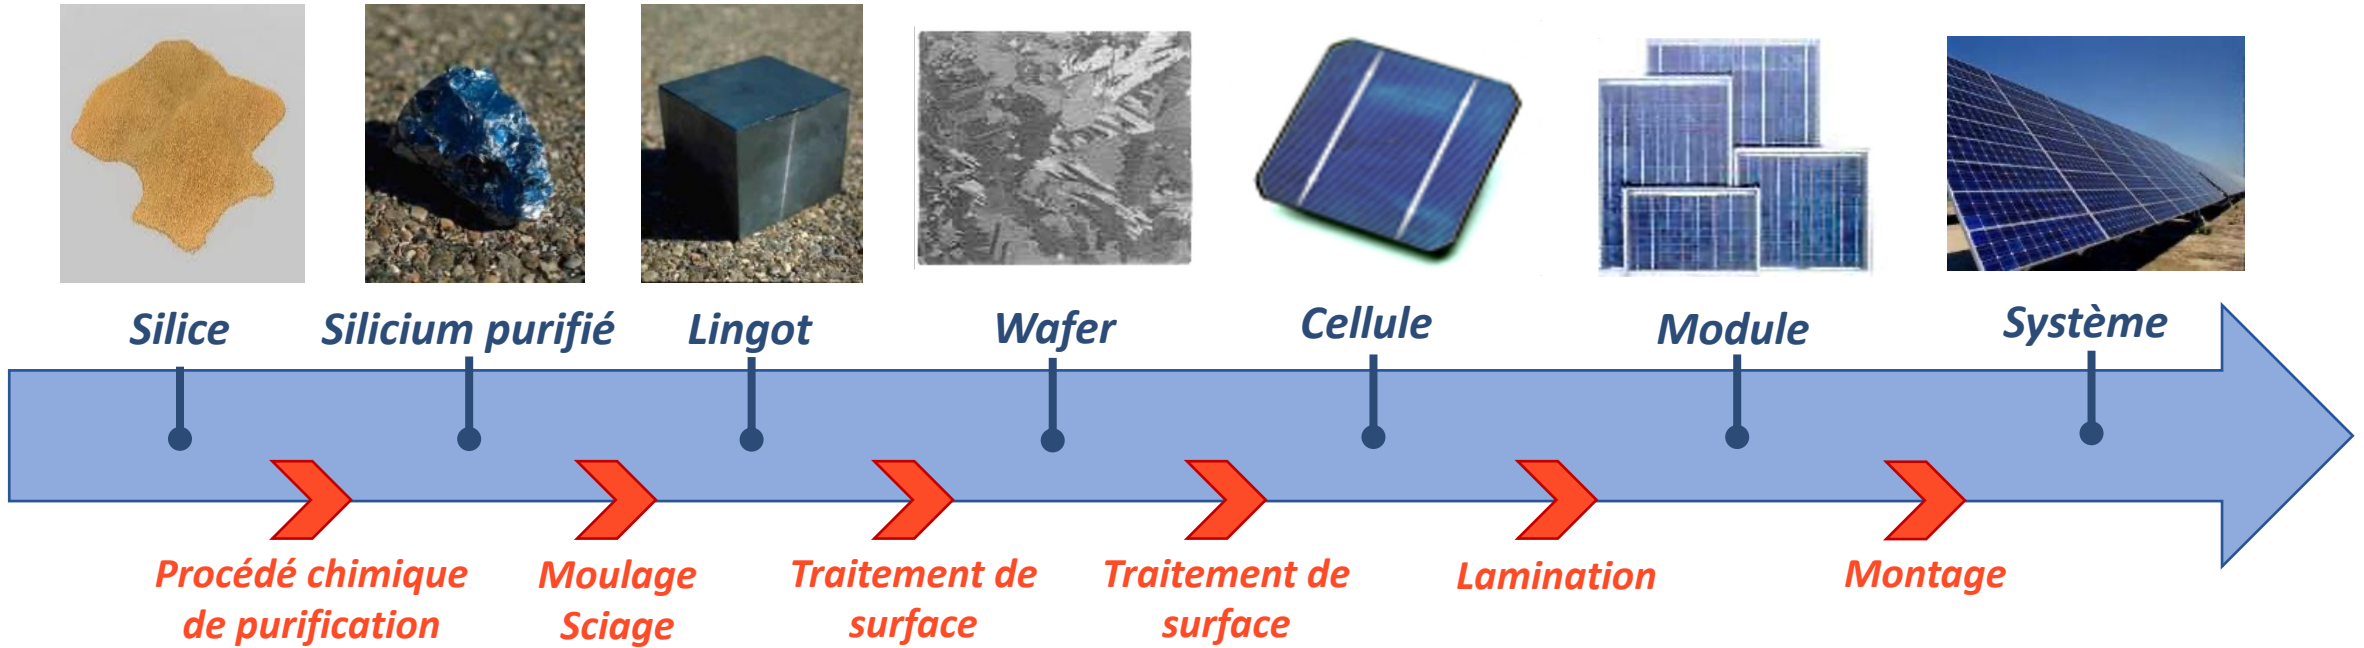 Silice
Silicium purifié
Lingot
Wafer
Cellule
Module
Système
Procédé chimique
de purification
Moulage
Sciage
Traitement de
surface
Traitement de
surface
Lamination
Montage